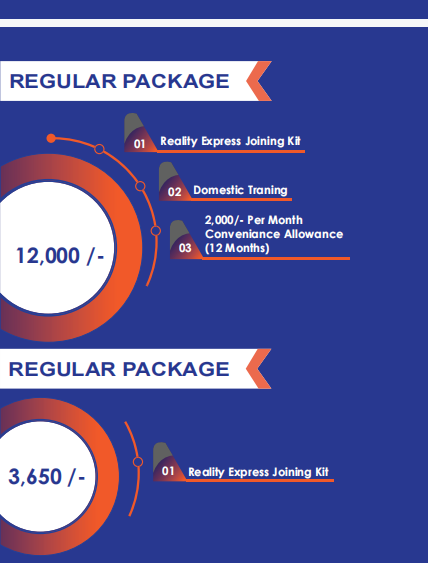 REGULAR PACKAGE
01 Reality Express Joining Kit
02 Domestic Traning
12,000 /-
03 2,000/- Per Month
Conveniance Allowance
(12 Months)
REGULAR PACKAGE
3,650 /-
01 Reality Express Joining Kit